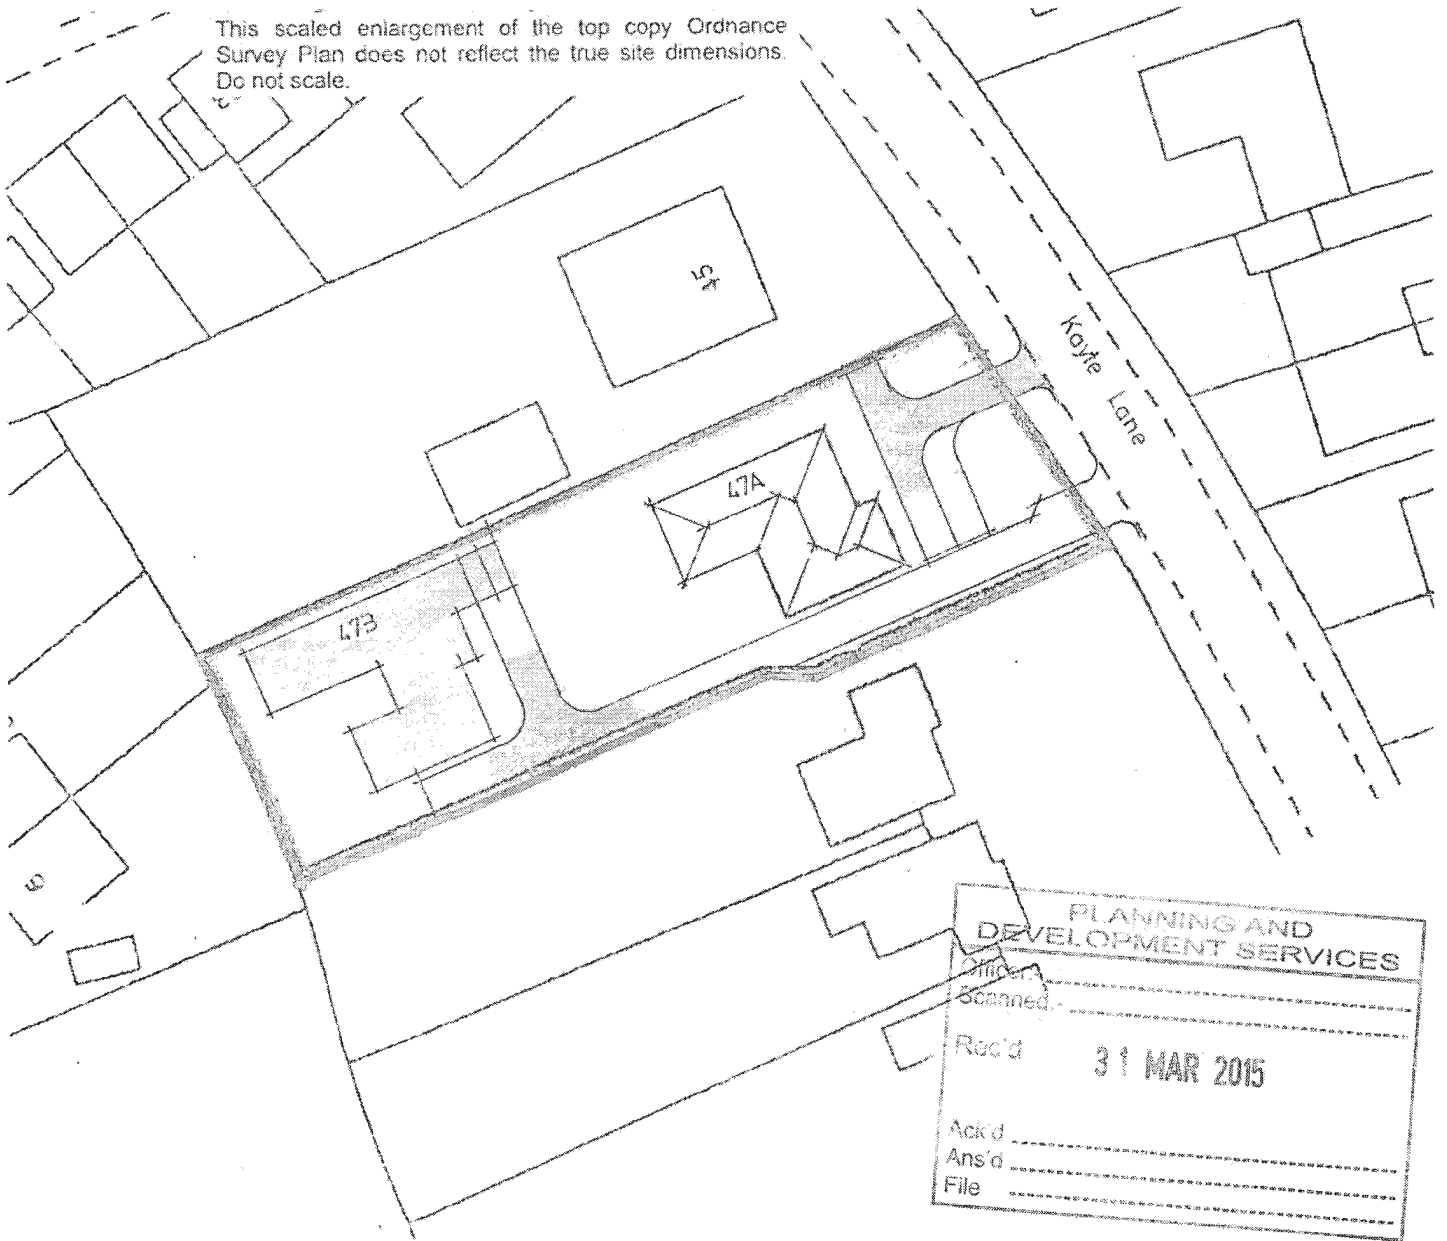 This scaled enlargement of the top copy Ordnance
Survey Plan does not reflect the true site dimensions.
Do not scale.
45
Kayte Lane
47A
47B
PLANNING AND
DEVELOPMENT SERVICES
Officer:-
Scanned:-
Rec'd 31 MAR 2015
Ack'd
Ans'd
File